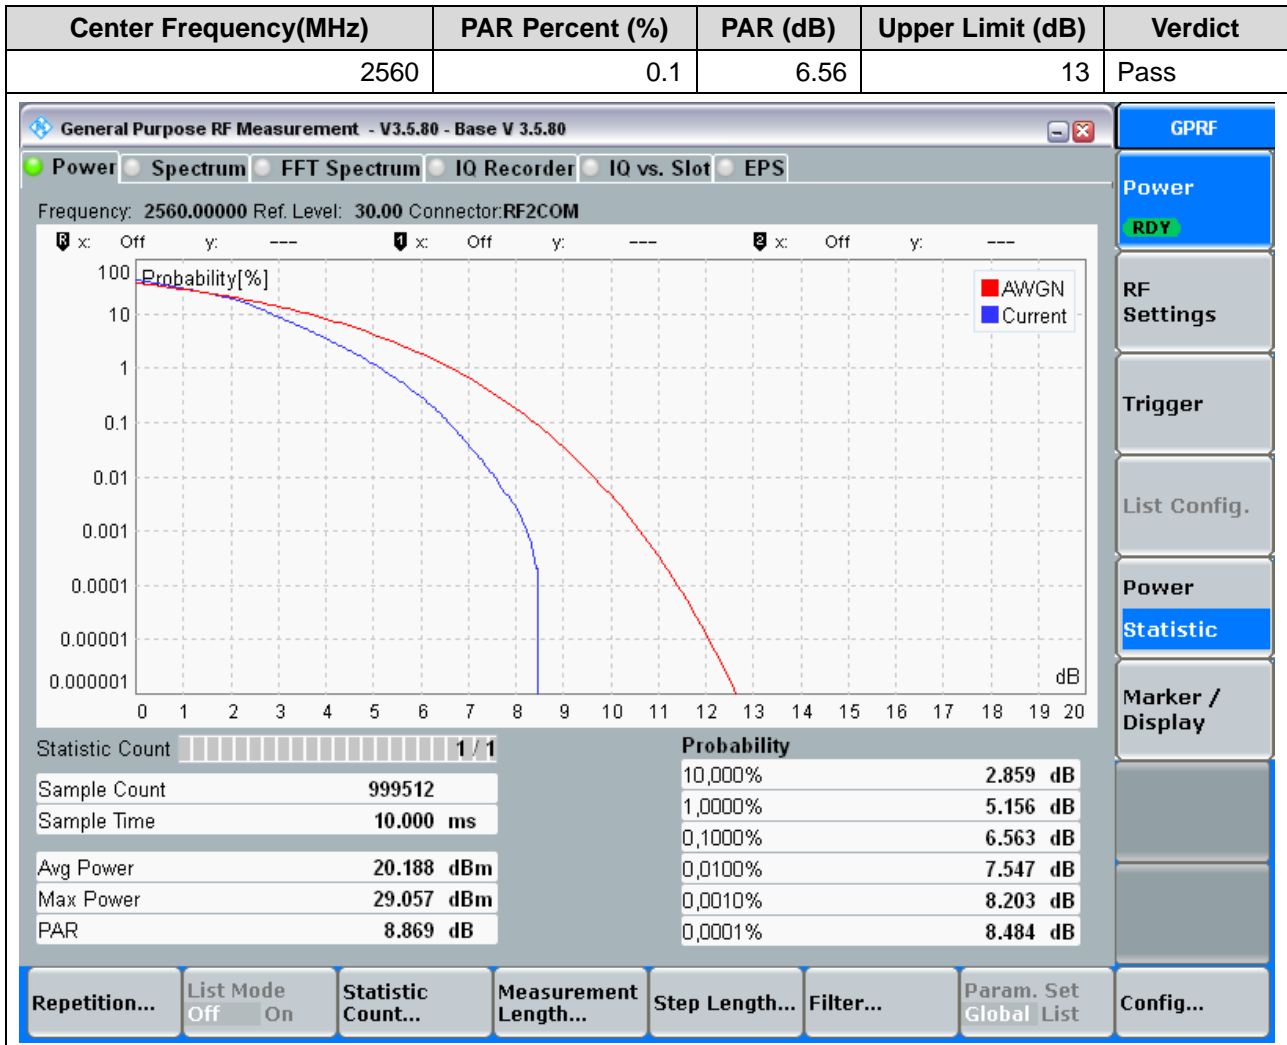 Center Frequency(MHz) PAR Percent (%) PAR (dB) Upper Limit (dB) Verdict
2560 0.1 6.56 13 Pass
General Purpose RF Measurement - V3.5.80 - Base V 3.5.80
GPRF
Power Spectrum FFT Spectrum IQ Recorder IQ vs. Slot EPS
Frequency: 2560.00000 Ref. Level: 30.00 Connector:RF2COM
R x: Off y: --- 1 x: Off y: --- 2 x: Off y: ---
Probability[%]
100
10
1
0.1
0.01
0.001
0.0001
0.00001
0.000001
AWGN
Current
dB
0 1 2 3 4 5 6 7 8 9 10 11 12 13 14 15 16 17 18 19 20
Statistic Count 1 / 1
Sample Count 999512
Sample Time 10.000 ms
Avg Power 20.188 dBm
Max Power 29.057 dBm
PAR 8.869 dB
Probability
10,000% 2.859 dB
1,0000% 5.156 dB
0,1000% 6.563 dB
0,0100% 7.547 dB
0,0010% 8.203 dB
0,0001% 8.484 dB
Power
RDY
RF
Settings
Trigger
List Config.
Power
Statistic
Marker /
Display
Repetition...
List Mode
Off On
Statistic
Count...
Measurement
Length...
Step Length...
Filter...
Param. Set
Global List
Config...